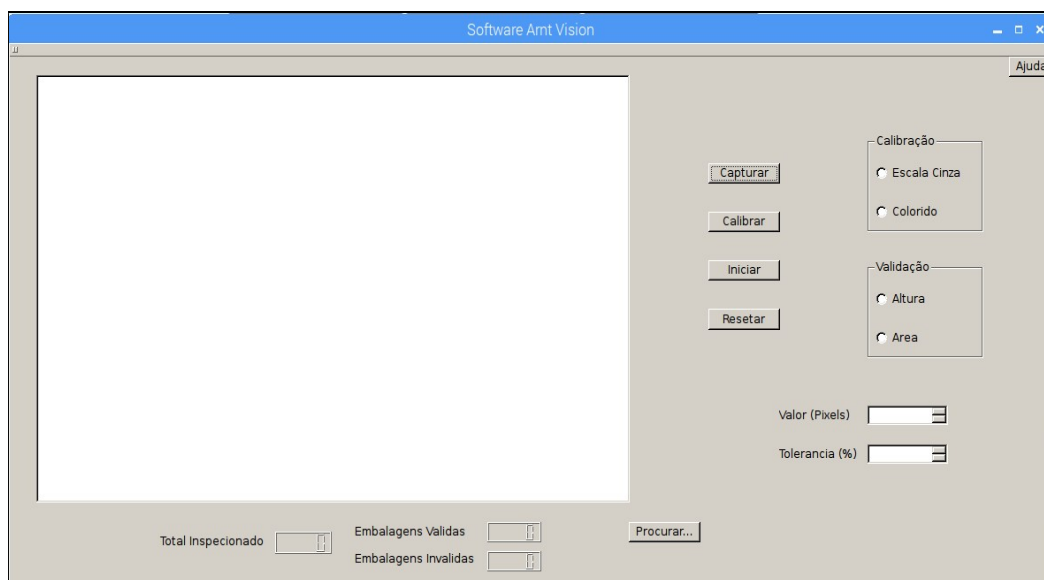 Software Arnt Vision
Ajuda
Calibração
Capturar
Escala Cinza
Calibrar
Colorido
Iniciar
Validação
Altura
Resetar
Area
Valor (Pixels)
Tolerancia (%)
Total Inspecionado
Embalagens Validas
Procurar...
Embalagens Invalidas